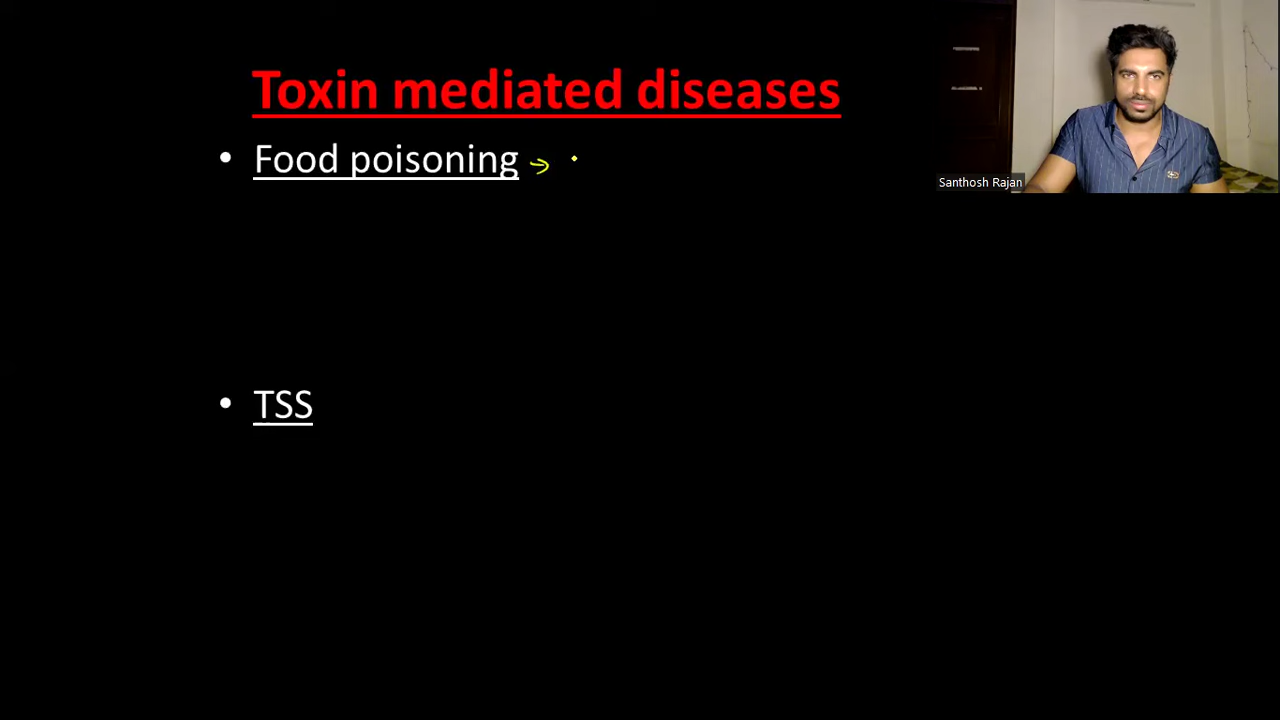 Toxin mediated diseases
• Food poisoning →
• TSS
Santhosh Rajan